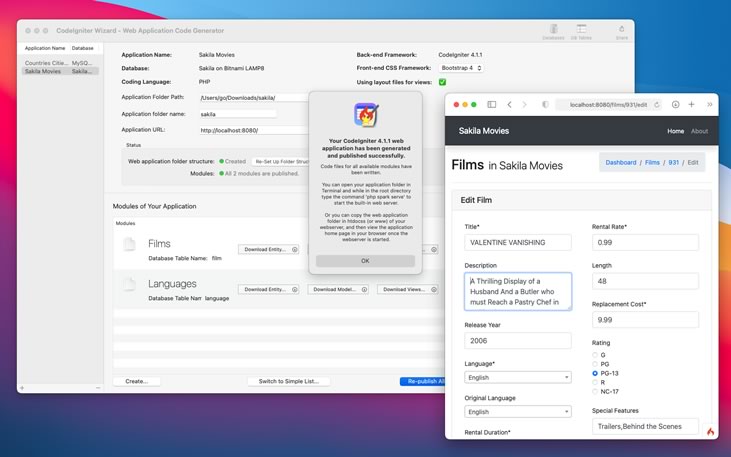 CodeIgniter Wizard - Web Application Code Generator
Databases
DB Tables
Share
Application Name
Database
Countries Citie...
MySQ...
Sakila Movies
Sakila...
Application Name:
Sakila Movies
Database:
Sakila on Bitnami LAMP8
Coding Language:
PHP
Application Folder Path:
/Users/go/Downloads/sakila/
Application folder name:
sakila
Application URL:
http://localhost:8080/
Back-end Framework:
CodeIgniter 4.1.1
Front-end CSS Framework:
Bootstrap 4
Using layout files for views:
Status
Web application folder structure:
Created
Re-Set Up Folder Struct
Modules:
All 2 modules are published.
Modules of Your Application
Modules
Films
Database Table Name: film
Download Entity...
Languages
Database Table Nam language
Download Entity...
Download Model...
Download Views...
Create...
Switch to Simple List...
Re-publish All
Your CodeIgniter 4.1.1 web
application has been generated
and published successfully.
Code files for all available modules have
been written.
You can open your application folder in
Terminal and while in the root directory
type the command 'php spark serve' to
start the built-in web server.
Or you can copy the web application
folder in htdocss (or www) of your
webserver, and then view the application
home page in your browser once the
webserver is started.
OK
localhost:8080/films/931/edit
Sakila Movies
Home
About
Films in Sakila Movies
Dashboard / Films / 931 / Edit
Edit Film
Title*
VALENTINE VANISHING
Description
A Thrilling Display of a
Husband And a Butler who
must Reach a Pastry Chef in
Release Year
2006
Language*
English
Original Language
English
Rental Duration*
Rental Rate*
0.99
Length
48
Replacement Cost*
9.99
Rating
G
PG
PG-13
R
NC-17
Special Features
Trailers,Behind the Scenes